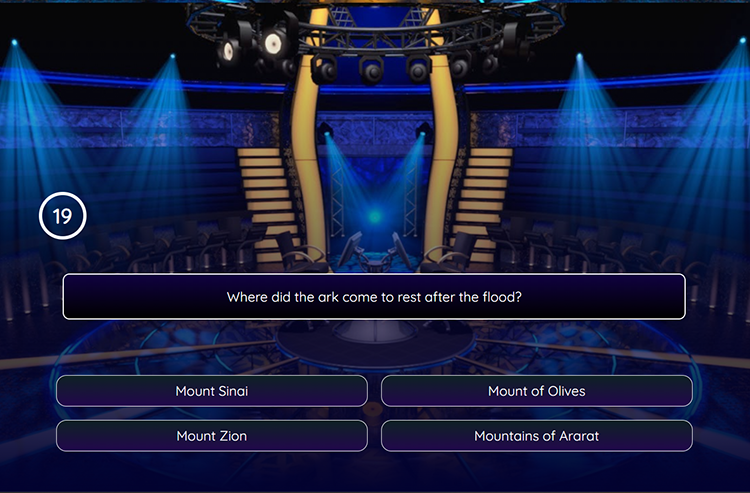 19
Where did the ark come to rest after the flood?
Mount Sinai
Mount of Olives
Mount Zion
Mountains of Ararat